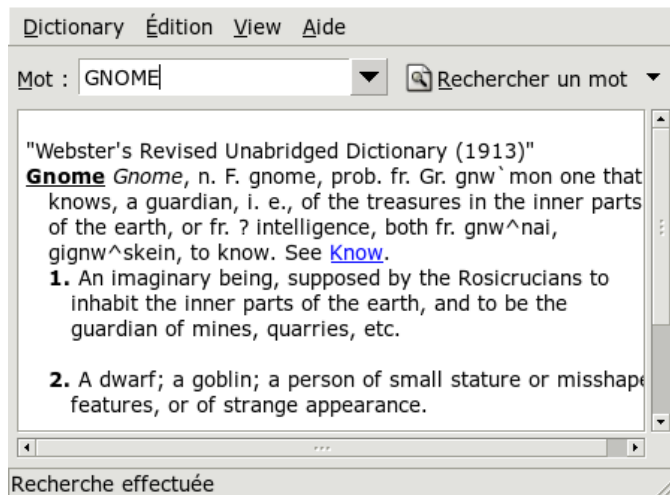 Dictionary Édition View Aide
Mot : GNOME Rechercher un mot
"Webster's Revised Unabridged Dictionary (1913)"
Gnome Gnome, n. F. gnome, prob. fr. Gr. gnw`mon one that
knows, a guardian, i. e., of the treasures in the inner parts
of the earth, or fr. ? intelligence, both fr. gnw^nai,
gignw^skein, to know. See Know.
1. An imaginary being, supposed by the Rosicrucians to
inhabit the inner parts of the earth, and to be the
guardian of mines, quarries, etc.
2. A dwarf; a goblin; a person of small stature or misshape
features, or of strange appearance.
Recherche effectuée